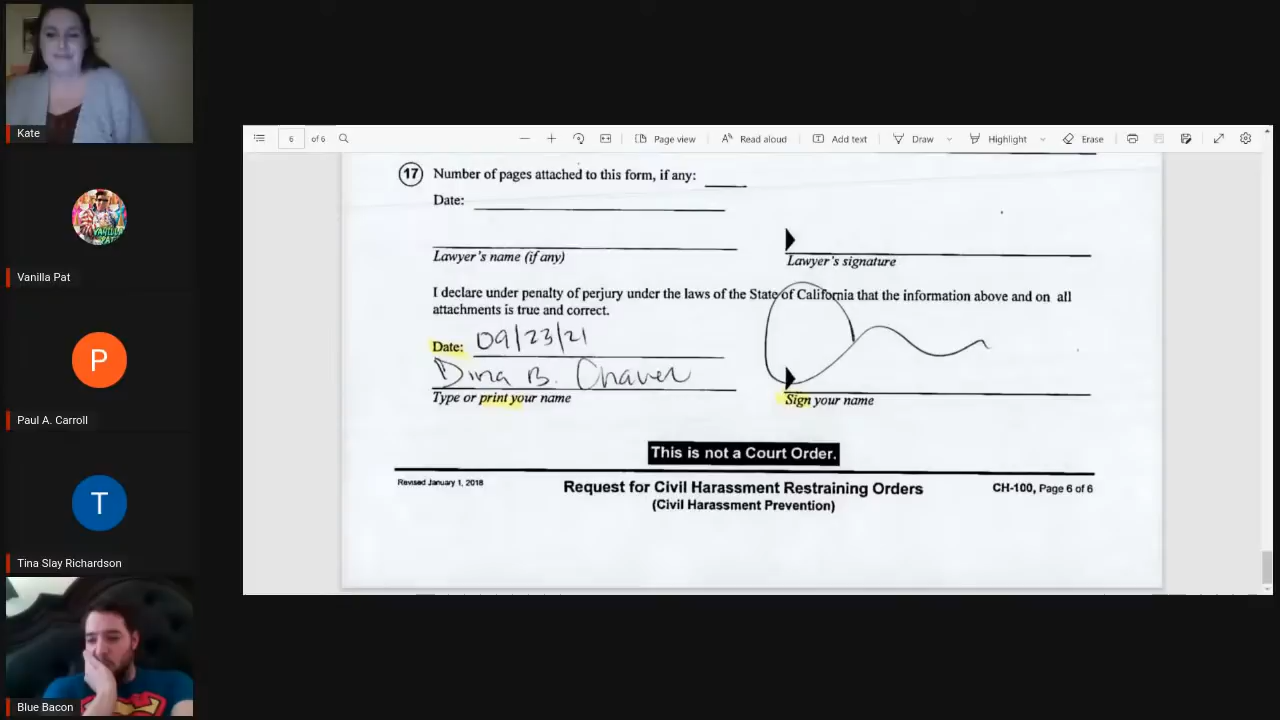 Kate
VANILLA PAT
Vanilla Pat
P
Paul A. Carroll
T
Tina Slay Richardson
Blue Bacon
6 of 6
Page view
Read aloud
Add text
Draw
Highlight
Erase
17 Number of pages attached to this form, if any:
Date:
Lawyer's name (if any)
Lawyer's signature
I declare under penalty of perjury under the laws of the State of California that the information above and on all
attachments is true and correct.
Date: 09/23/21
Dina B. Chavez
Type or print your name
Sign your name
This is not a Court Order.
Revised January 1, 2018
Request for Civil Harassment Restraining Orders
(Civil Harassment Prevention)
CH-100, Page 6 of 6